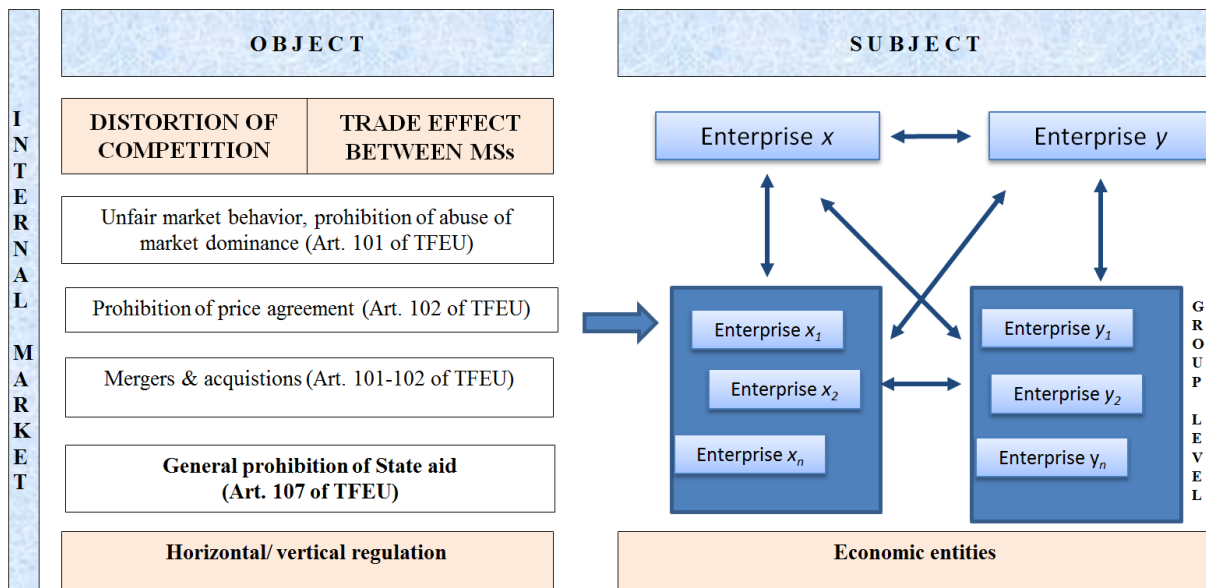 INTERNAL MARKET
OBJECT
DISTORTION OF
COMPETITION
TRADE EFFECT
BETWEEN MSs
Unfair market behavior, prohibition of abuse of
market dominance (Art. 101 of TFEU)
Prohibition of price agreement (Art. 102 of TFEU)
Mergers & acquistions (Art. 101-102 of TFEU)
General prohibition of State aid
(Art. 107 of TFEU)
Horizontal/ vertical regulation
SUBJECT
Enterprise x
Enterprise y
Enterprise x1
Enterprise x2
Enterprise xn
Enterprise y1
Enterprise y2
Enterprise yn
GROUP LEVEL
Economic entities